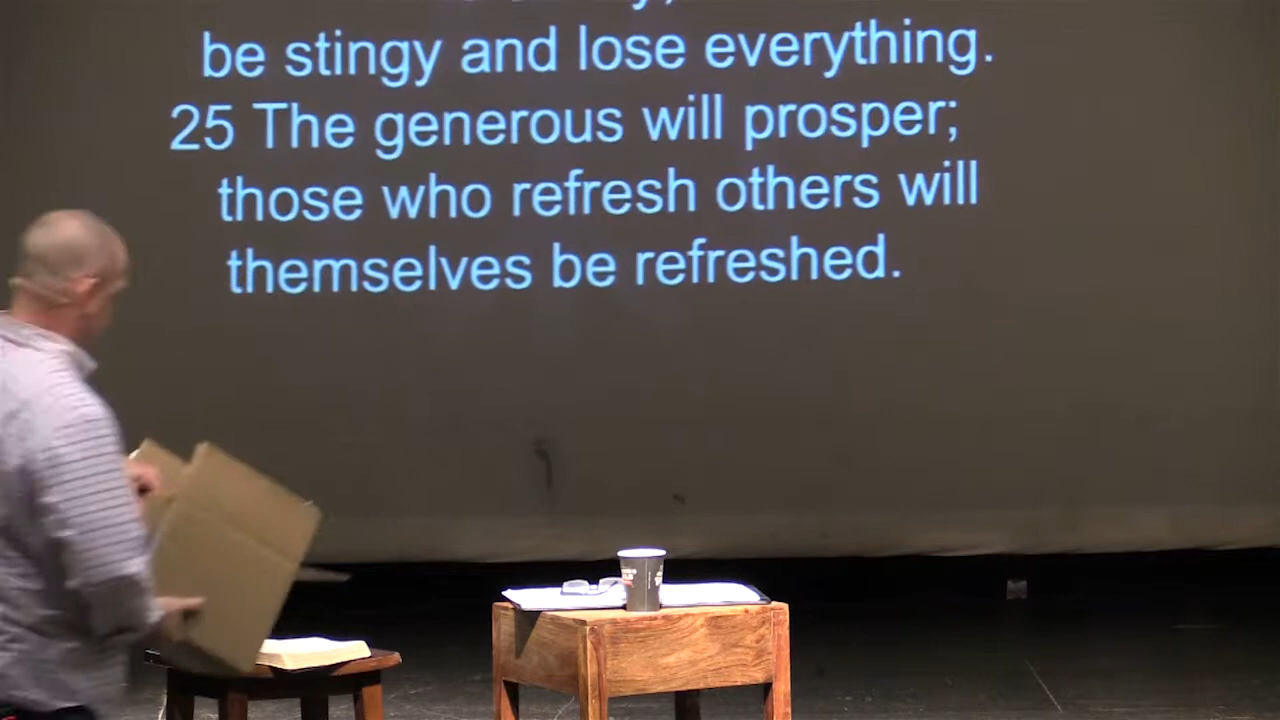 be stingy and lose everything.
25 The generous will prosper;
those who refresh others will
themselves be refreshed.